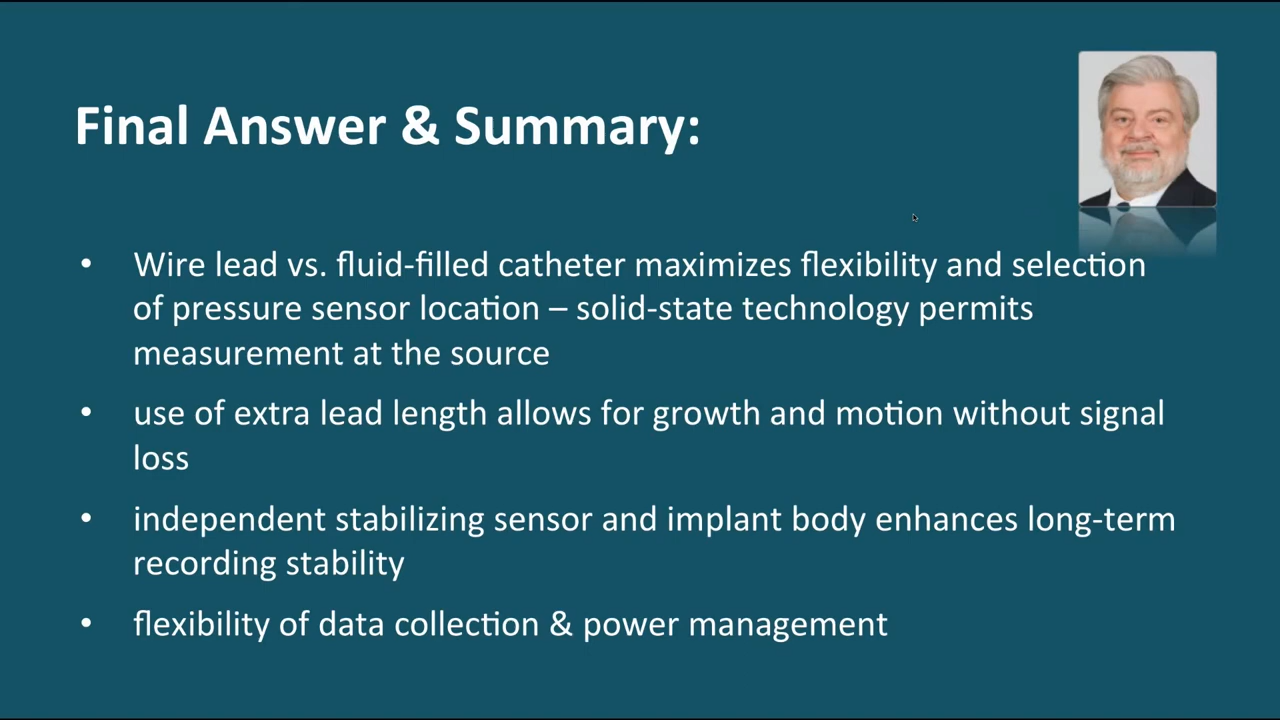 Final Answer & Summary:
• Wire lead vs. fluid-filled catheter maximizes flexibility and selection
of pressure sensor location – solid-state technology permits
measurement at the source
• use of extra lead length allows for growth and motion without signal
loss
• independent stabilizing sensor and implant body enhances long-term
recording stability
• flexibility of data collection & power management